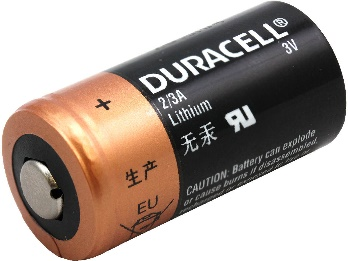 DURACELL®
3V
+
2/3A
Lithium
无汞
生产
EU
CAUTION: Battery can explode
or cause burns if disassembled,